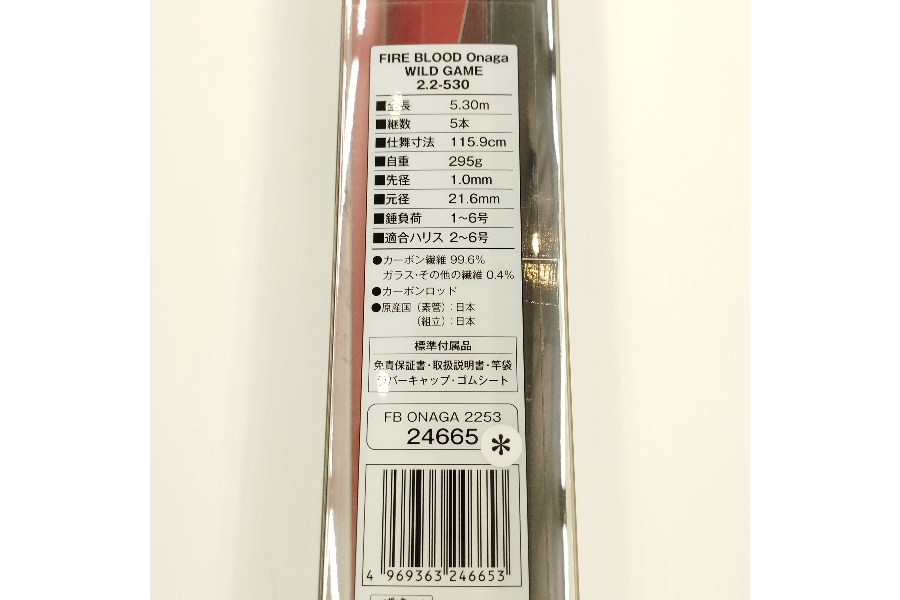 FIRE BLOOD Onaga
WILD GAME
2.2-530
■全長 5.30m
■継数 5本
■仕舞寸法 115.9cm
■自重 295g
■先径 1.0mm
■元径 21.6mm
■錘負荷 1~6号
■適合ハリス 2~6号
●カーボン繊維 99.6%
ガラス・その他の繊維 0.4%
●カーボンロッド
●原産国（素管）：日本
（組立）：日本
標準付属品
免責保証書・取扱説明書・竿袋
ラバーキャップ・ゴムシート
FB ONAGA 2253
24665 *
4 969363 246653